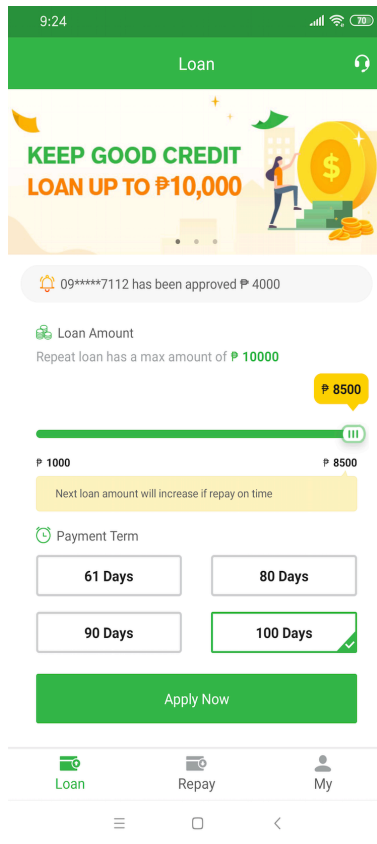 9:24
70
Loan
KEEP GOOD CREDIT
LOAN UP TO ₱10,000
$
09*****7112 has been approved ₱ 4000
Loan Amount
Repeat loan has a max amount of ₱ 10000
₱ 8500
₱ 1000
₱ 8500
Next loan amount will increase if repay on time
Payment Term
61 Days
80 Days
90 Days
100 Days
Apply Now
Loan
Repay
My